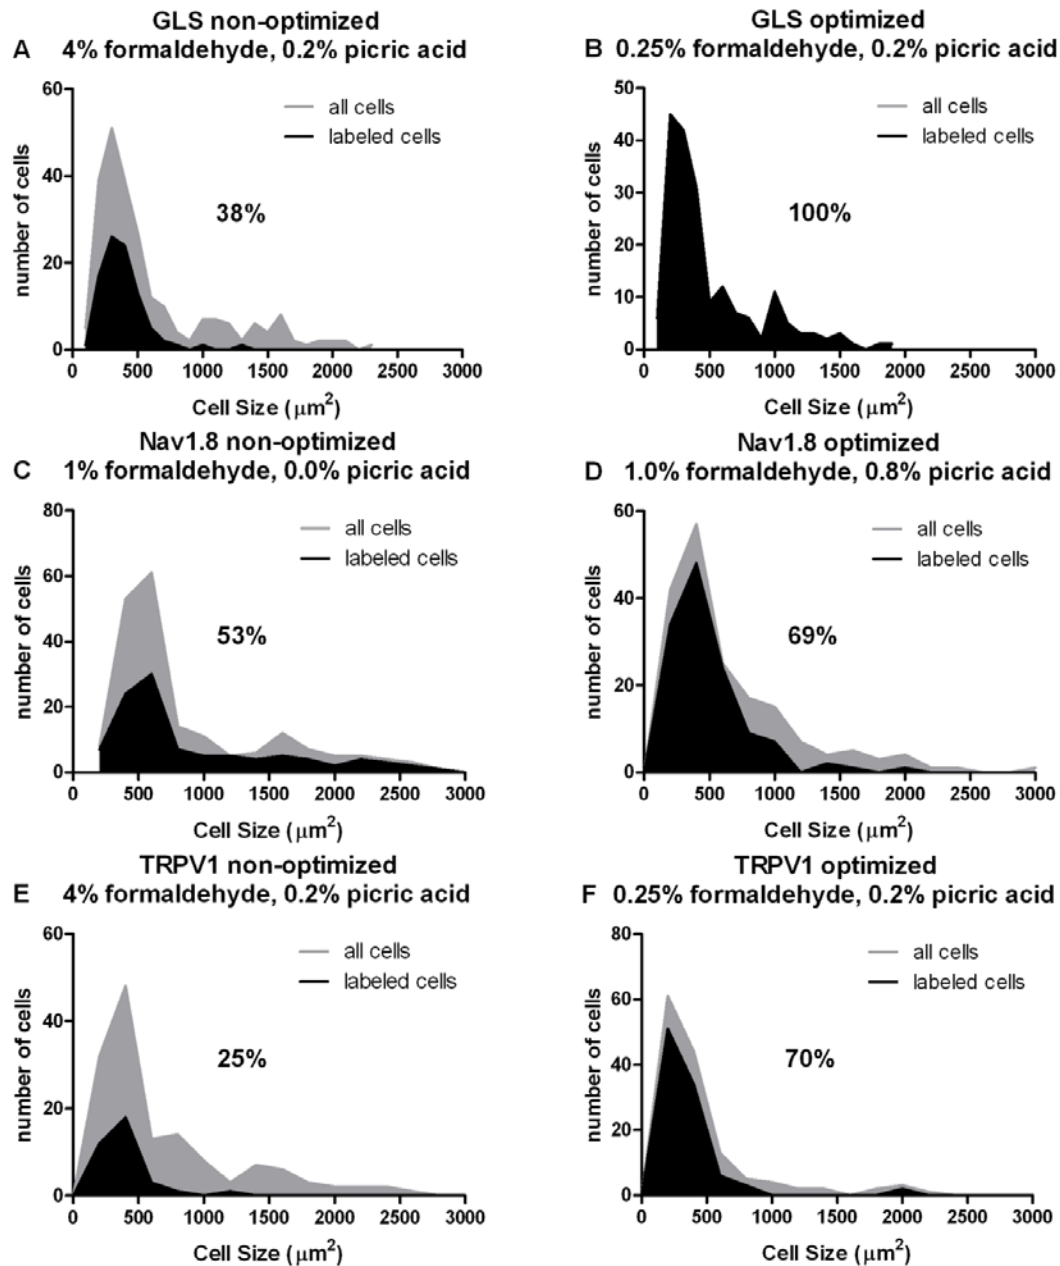 GLS non-optimized
A 4% formaldehyde, 0.2% picric acid
60
40
20
0
number of cells
all cells
labeled cells
38%
0 500 1000 1500 2000 2500 3000
Cell Size (μm²)
GLS optimized
B 0.25% formaldehyde, 0.2% picric acid
50
40
30
20
10
0
number of cells
all cells
labeled cells
100%
0 500 1000 1500 2000 2500 3000
Cell Size (μm²)
Nav1.8 non-optimized
C 1% formaldehyde, 0.0% picric acid
80
60
40
20
0
number of cells
all cells
labeled cells
53%
0 500 1000 1500 2000 2500 3000
Cell Size (μm²)
Nav1.8 optimized
D 1.0% formaldehyde, 0.8% picric acid
60
40
20
0
number of cells
all cells
labeled cells
69%
0 500 1000 1500 2000 2500 3000
Cell Size (μm²)
TRPV1 non-optimized
E 4% formaldehyde, 0.2% picric acid
60
40
20
0
number of cells
all cells
labeled cells
25%
0 500 1000 1500 2000 2500 3000
Cell Size (μm²)
TRPV1 optimized
F 0.25% formaldehyde, 0.2% picric acid
80
60
40
20
0
number of cells
all cells
labeled cells
70%
0 500 1000 1500 2000 2500 3000
Cell Size (μm²)